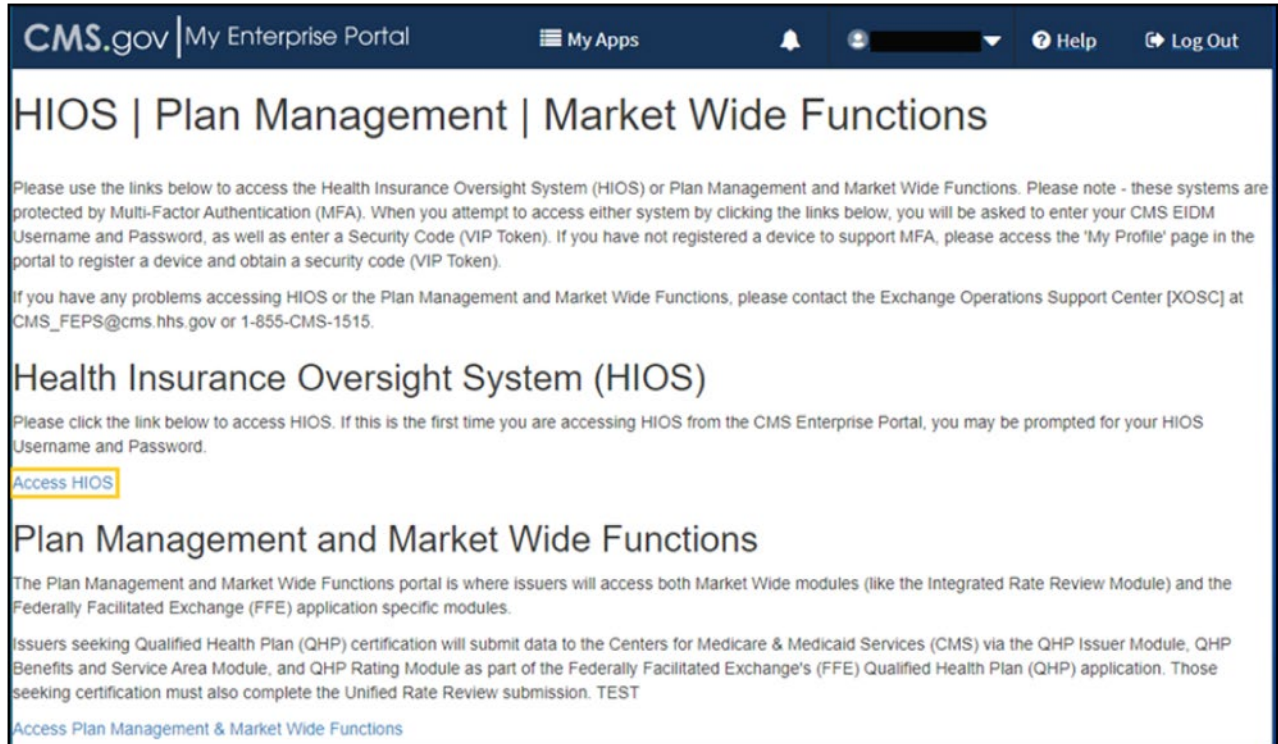 CMS.gov My Enterprise Portal My Apps Help Log Out
HIOS | Plan Management | Market Wide Functions
Please use the links below to access the Health Insurance Oversight System (HIOS) or Plan Management and Market Wide Functions. Please note - these systems are
protected by Multi-Factor Authentication (MFA). When you attempt to access either system by clicking the links below, you will be asked to enter your CMS EIDM
Username and Password, as well as enter a Security Code (VIP Token). If you have not registered a device to support MFA, please access the 'My Profile' page in the
portal to register a device and obtain a security code (VIP Token).
If you have any problems accessing HIOS or the Plan Management and Market Wide Functions, please contact the Exchange Operations Support Center [XOSC] at
CMS_FEPS@cms.hhs.gov or 1-855-CMS-1515.
Health Insurance Oversight System (HIOS)
Please click the link below to access HIOS. If this is the first time you are accessing HIOS from the CMS Enterprise Portal, you may be prompted for your HIOS
Username and Password.
Access HIOS
Plan Management and Market Wide Functions
The Plan Management and Market Wide Functions portal is where issuers will access both Market Wide modules (like the Integrated Rate Review Module) and the
Federally Facilitated Exchange (FFE) application specific modules.
Issuers seeking Qualified Health Plan (QHP) certification will submit data to the Centers for Medicare & Medicaid Services (CMS) via the QHP Issuer Module, QHP
Benefits and Service Area Module, and QHP Rating Module as part of the Federally Facilitated Exchange's (FFE) Qualified Health Plan (QHP) application. Those
seeking certification must also complete the Unified Rate Review submission. TEST
Access Plan Management & Market Wide Functions